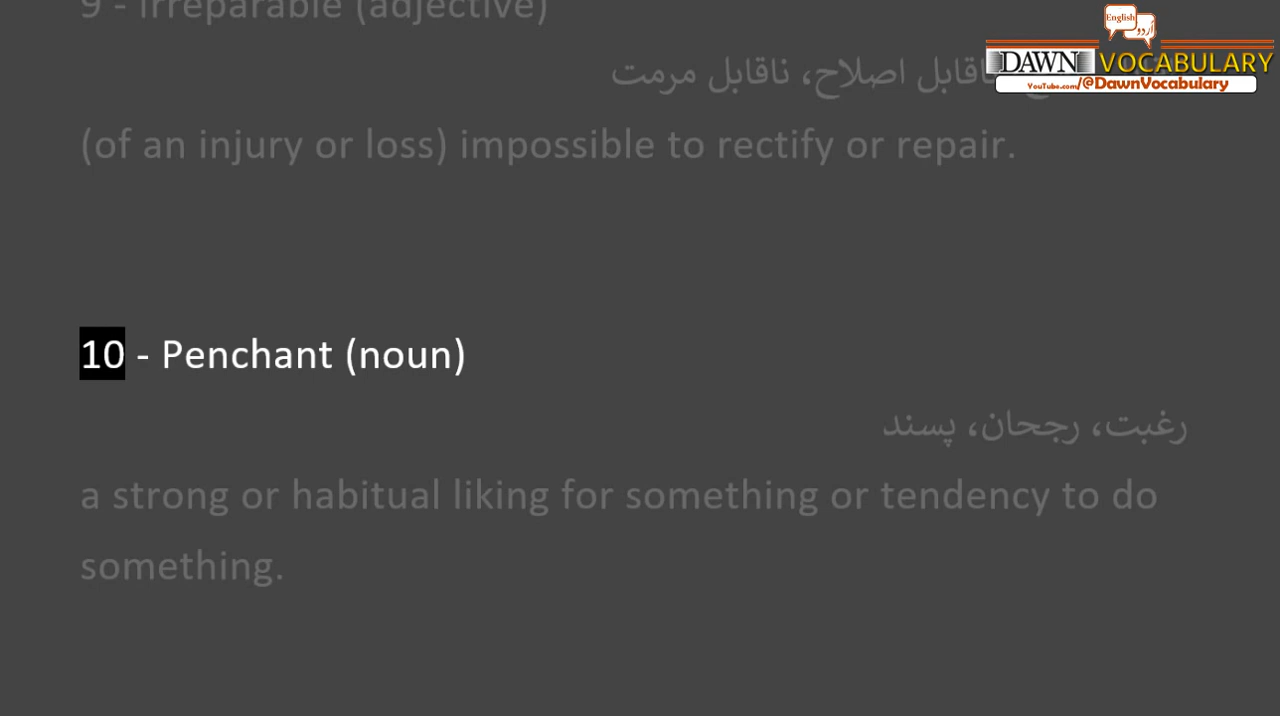 9 - Irreparable (adjective)
English
اُردو
DAWN VOCABULARY
ناقابل اصلاح، ناقابل مرمت
YouTube.com/@DawnVocabulary
(of an injury or loss) impossible to rectify or repair.
10 - Penchant (noun)
رغبت، رجحان، پسند
a strong or habitual liking for something or tendency to do
something.